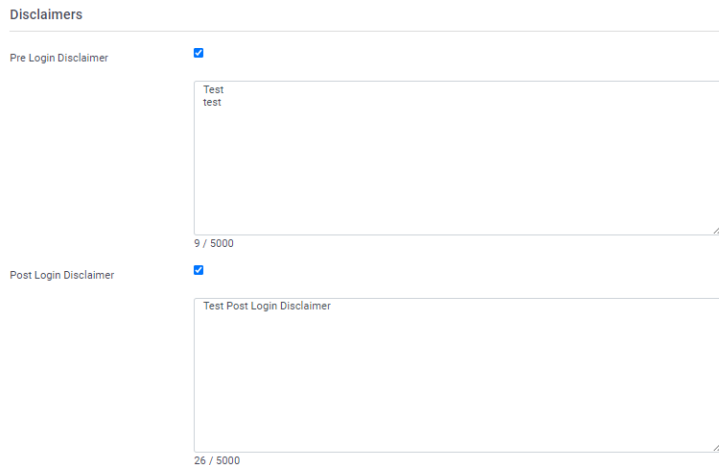 Disclaimers
Pre Login Disclaimer
Test
test
9 / 5000
Post Login Disclaimer
Test Post Login Disclaimer
26 / 5000